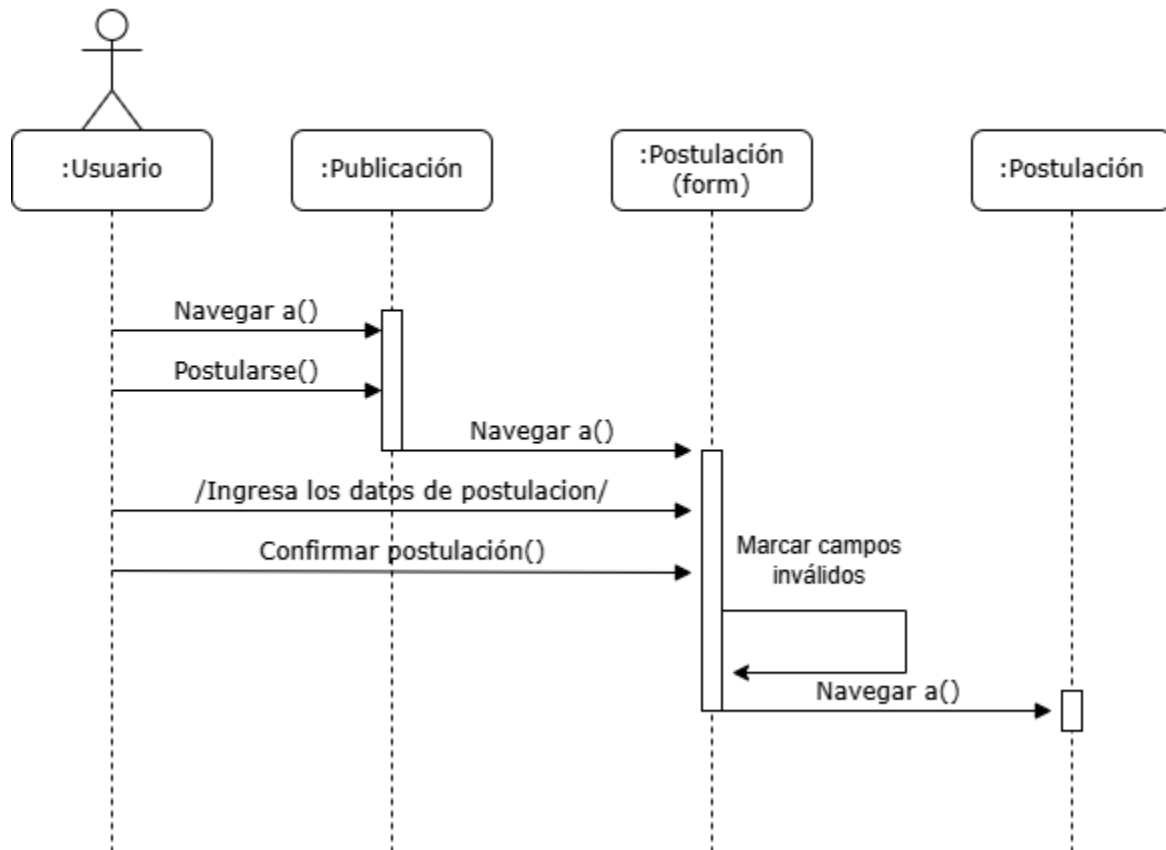 :Usuario
:Publicación
:Postulación
(form)
:Postulación
Navegar a()
Postularse()
Navegar a()
/Ingresa los datos de postulacion/
Confirmar postulación()
Marcar campos
inválidos
Navegar a()